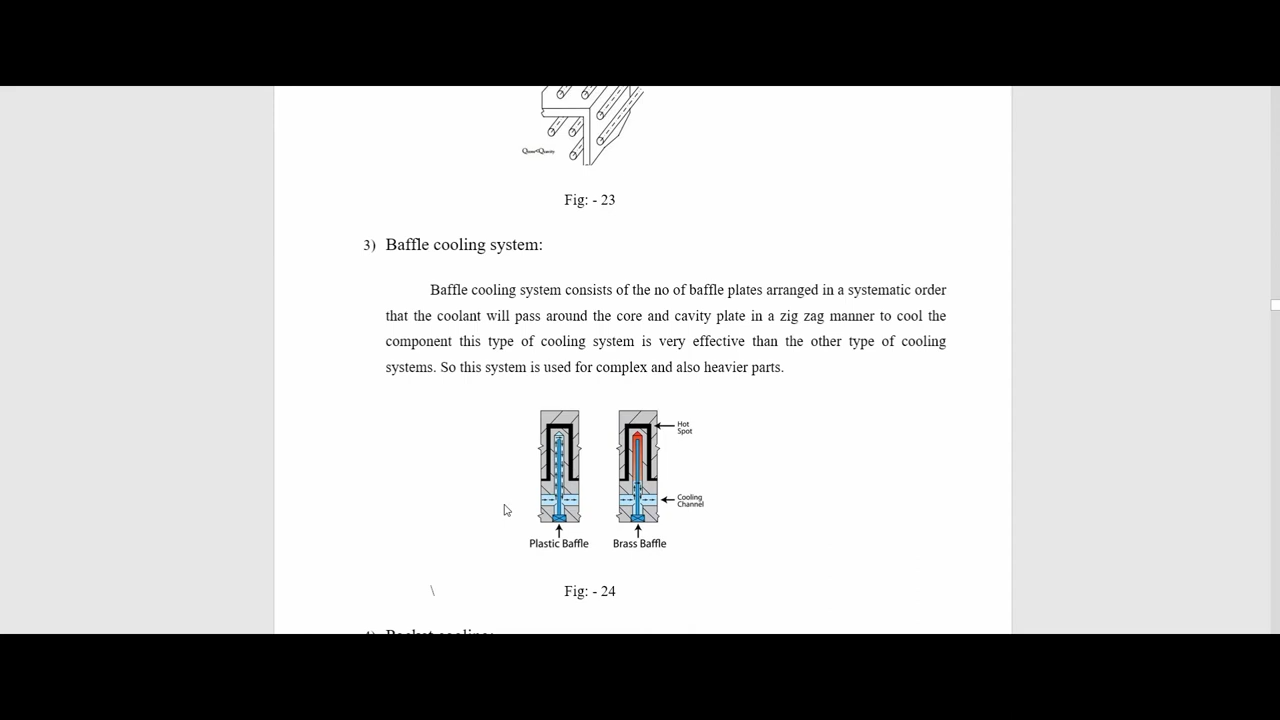 Fig: - 23
3) Baffle cooling system:
Baffle cooling system consists of the no of baffle plates arranged in a systematic order
that the coolant will pass around the core and cavity plate in a zig zag manner to cool the
component this type of cooling system is very effective than the other type of cooling
systems. So this system is used for complex and also heavier parts.
Hot
Spot
Cooling
Channel
Plastic Baffle
Brass Baffle
\
Fig: - 24
4) Pocket cooling: